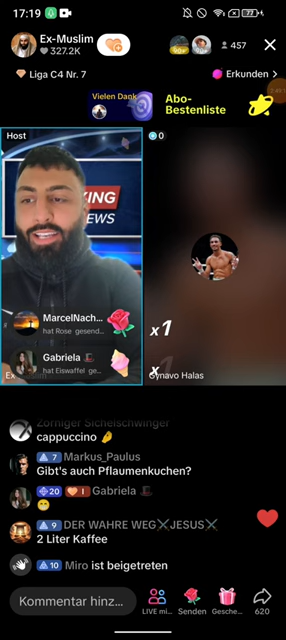 17:19
77
Ex-Muslim
327.2K
457
Liga C4 Nr. 7
Erkunden >
Vielen Dank
Abo-
Bestenliste
Host
0
KING
NEWS
MarcelNach...
hat Rose gesend...
Gabriela
hat Eiswaffel ge...
x1
x
Zorniger Sichelschwinger
cappuccino
7 Markus_Paulus
Gibt's auch Pflaumenkuchen?
20 I Gabriela
9 DER WAHRE WEG⚔JESUS⚔
2 Liter Kaffee
10 Miro ist beigetreten
Kommentar hinz...
LIVE mi...
Senden
Gesche...
620